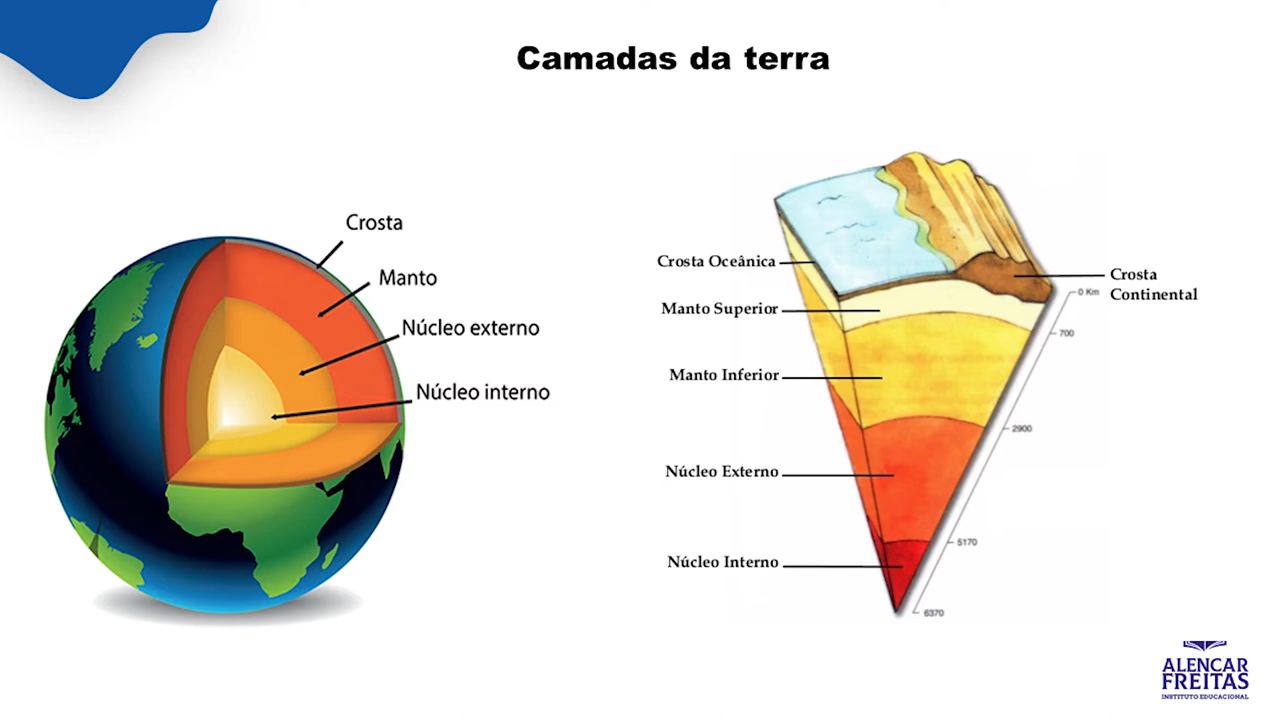 Camadas da terra
Crosta
Manto
Núcleo externo
Núcleo interno
Crosta Oceânica
Manto Superior
Manto Inferior
Núcleo Externo
Núcleo Interno
Crosta
Continental
0 Km
700
2900
5170
6370
ALENCAR
FREITAS
INSTITUTO EDUCACIONAL